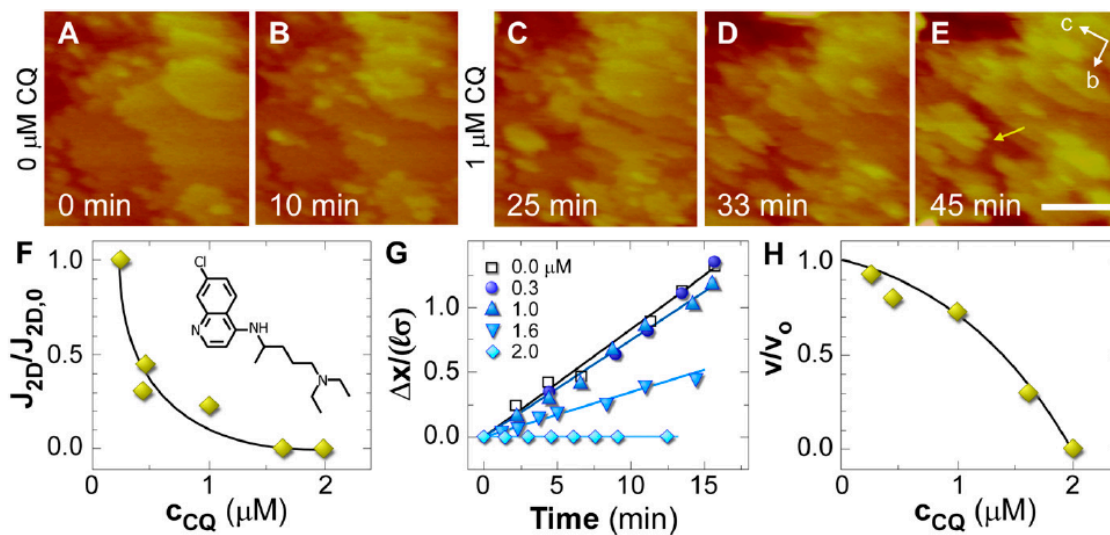 A
B
C
D
E
0 μM CQ
1 μM CQ
c
b
0 min
10 min
25 min
33 min
45 min
F
J2D/J2D,0
1.0
0.5
0.0
0
1
2
cCQ (μM)
Cl
N
NH
N
G
Δx/(ℓσ)
1.0
0.5
0.0
0.0 μM
0.3
1.0
1.6
2.0
0
5
10
15
Time (min)
H
v/vo
1.0
0.5
0.0
0
1
2
cCQ (μM)